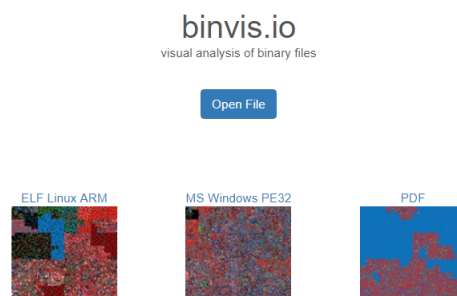 binvis.io
visual analysis of binary files
Open File
ELF Linux ARM
MS Windows PE32
PDF